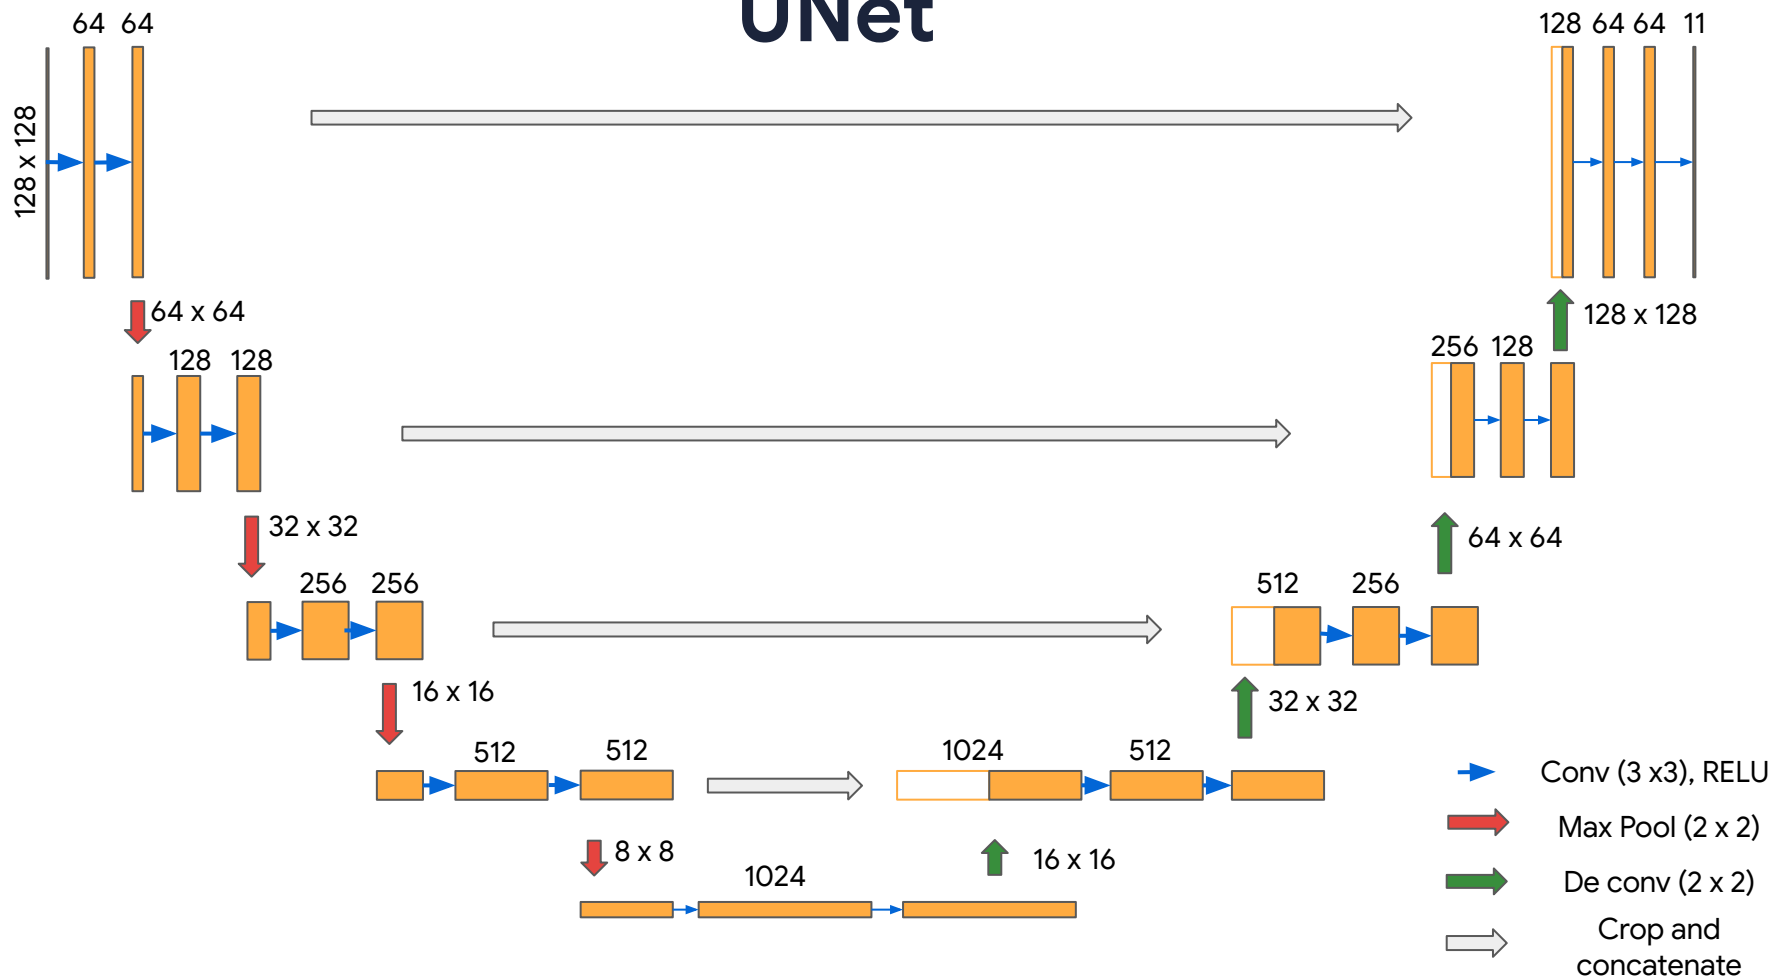 UNet
64 64
128 64 64 11
128 x 128
64 x 64
128 x 128
128 128
256 128
32 x 32
64 x 64
256 256
512 256
16 x 16
32 x 32
512 512
1024 512
8 x 8
16 x 16
1024
Conv (3 x3), RELU
Max Pool (2 x 2)
De conv (2 x 2)
Crop and
concatenate